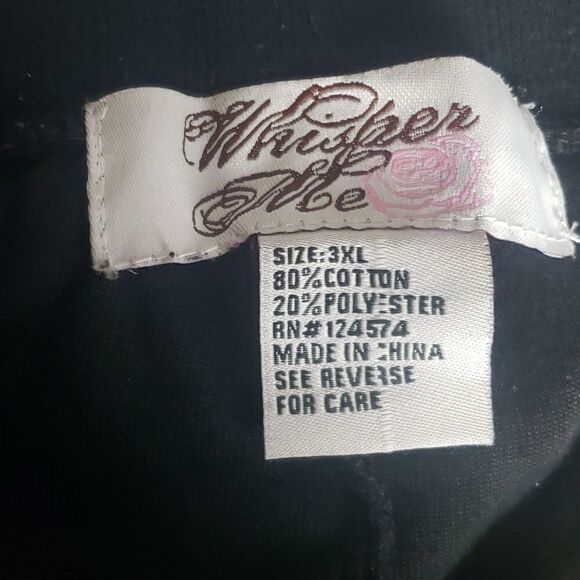 Whisper
Me
SIZE:3XL
80%COTTON
20%POLYESTER
RN#124574
MADE IN CHINA
SEE REVERSE
FOR CARE